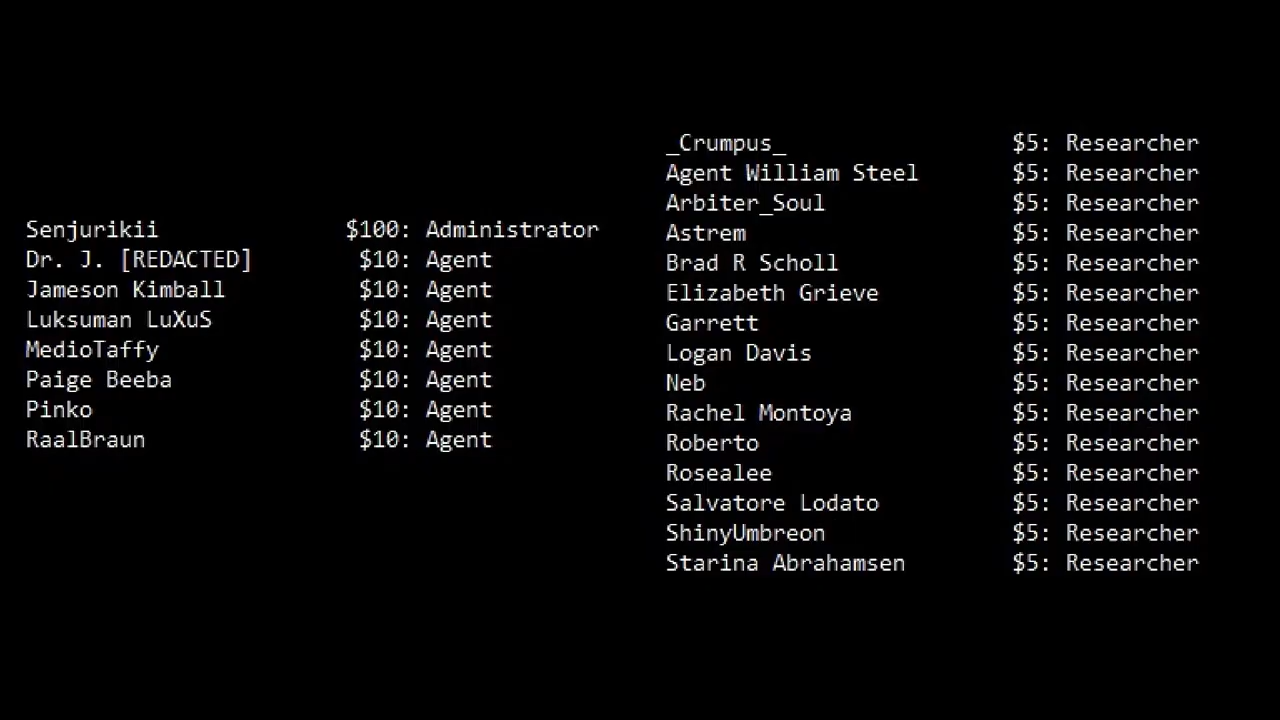 Senjurikii $100: Administrator
Dr. J. [REDACTED] $10: Agent
Jameson Kimball $10: Agent
Luksuman LuXuS $10: Agent
MedioTaffy $10: Agent
Paige Beeba $10: Agent
Pinko $10: Agent
RaalBraun $10: Agent
_Crumpus_ $5: Researcher
Agent William Steel $5: Researcher
Arbiter_Soul $5: Researcher
Astrem $5: Researcher
Brad R Scholl $5: Researcher
Elizabeth Grieve $5: Researcher
Garrett $5: Researcher
Logan Davis $5: Researcher
Neb $5: Researcher
Rachel Montoya $5: Researcher
Roberto $5: Researcher
Rosealee $5: Researcher
Salvatore Lodato $5: Researcher
ShinyUmbreon $5: Researcher
Starina Abrahamsen $5: Researcher